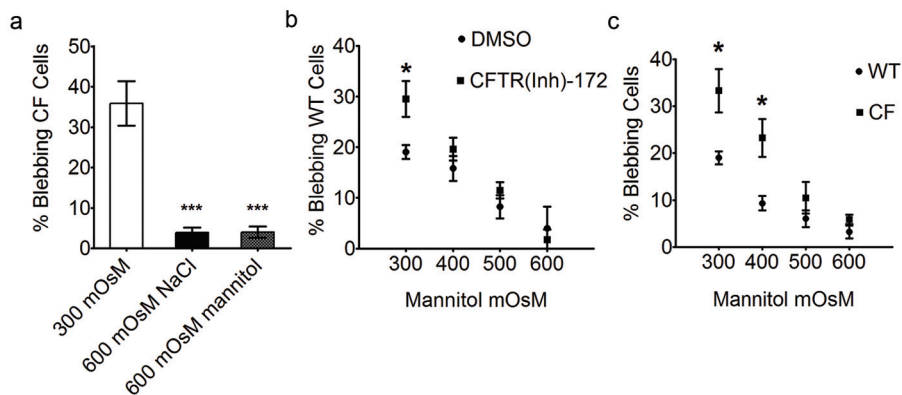 a
% Blebbing CF Cells
50
40
30
20
10
0
***
***
300 mOsM
600 mOsM NaCl
600 mOsM mannitol
b
DMSO
CFTR(Inh)-172
% Blebbing WT Cells
40
30
20
10
0
*
300 400 500 600
Mannitol mOsM
c
WT
CF
% Blebbing Cells
40
30
20
10
0
*
*
300 400 500 600
Mannitol mOsM